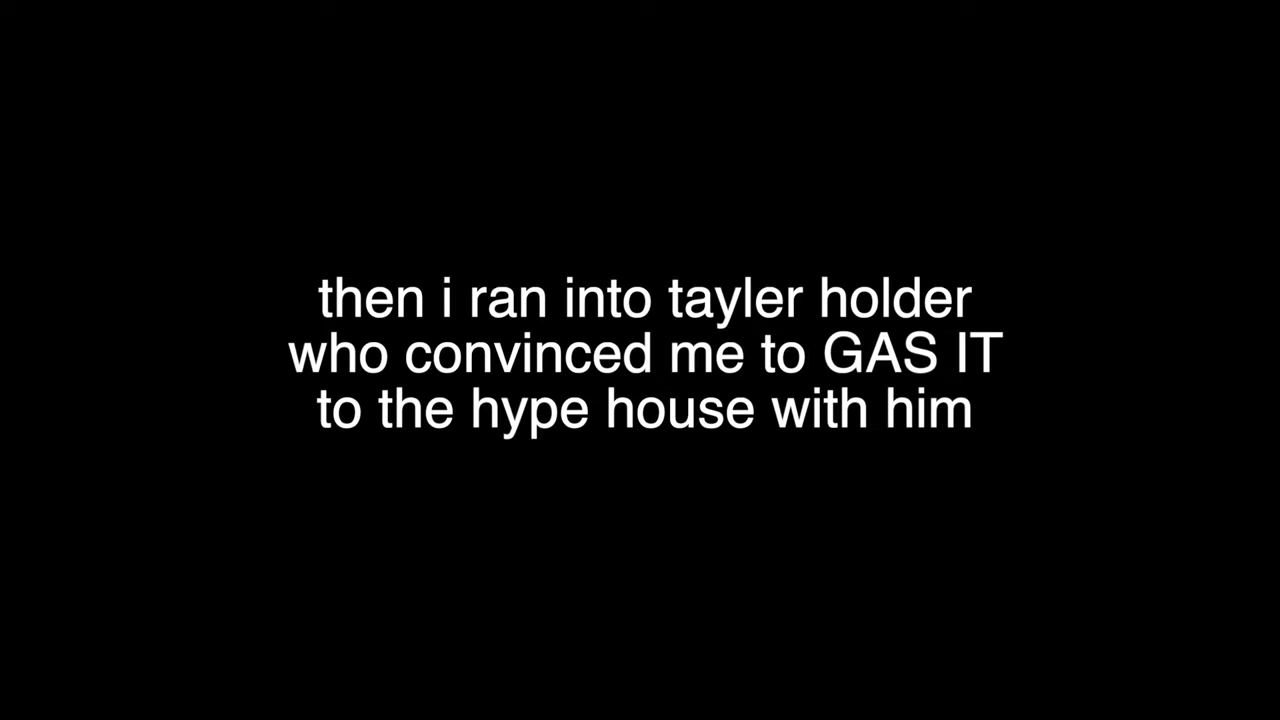 then i ran into tayler holder
who convinced me to GAS IT
to the hype house with him